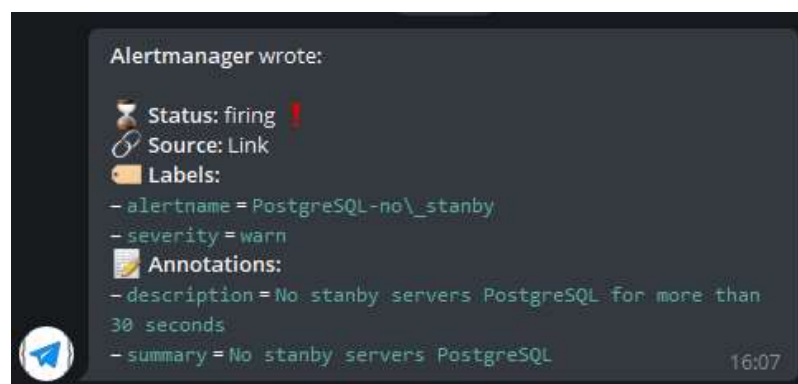 Alertmanager wrote:
Status: firing
Source: Link
Labels:
– alertname = PostgreSQL-no\_stanby
– severity = warn
Annotations:
– description = No stanby servers PostgreSQL for more than
30 seconds
– summary = No stanby servers PostgreSQL
16:07